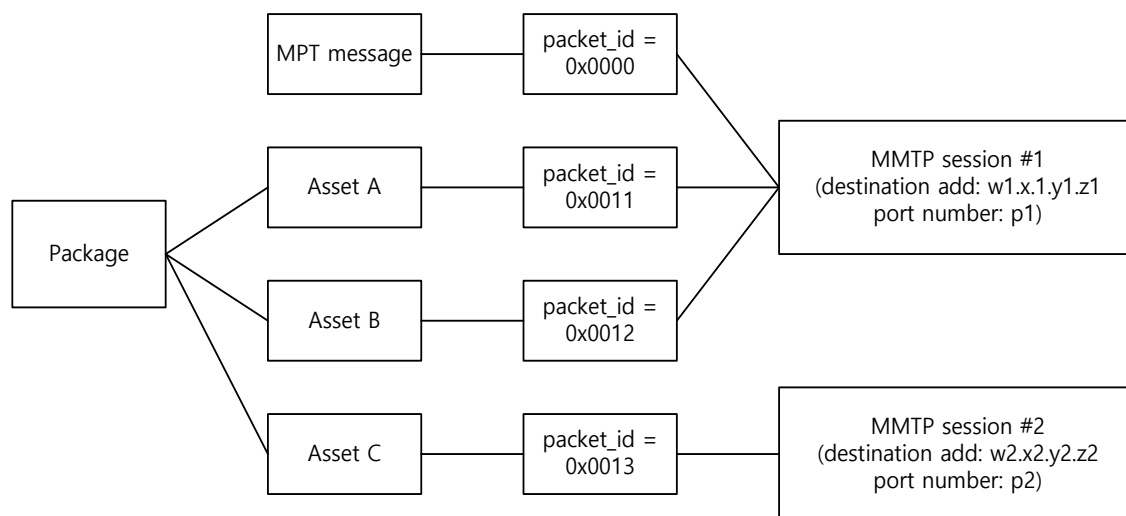 MPT message
packet_id =
0x0000
MMTP session #1
(destination add: w1.x.1.y1.z1
port number: p1)
Asset A
packet_id =
0x0011
Package
Asset B
packet_id =
0x0012
Asset C
packet_id =
0x0013
MMTP session #2
(destination add: w2.x2.y2.z2
port number: p2)